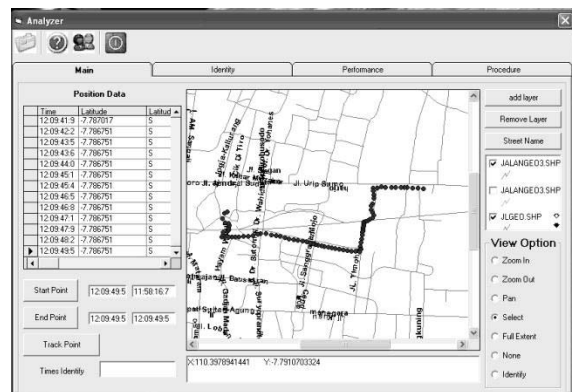 Analyzer
Main
Identity
Performance
Procedure
Position Data
Time Latitude Latitud
12:09:41:9 -7.787017 S
12:09:42:2 -7.786751 S
12:09:43:5 -7.786751 S
12:09:43:6 -7.786751 S
12:09:44:0 -7.786751 S
12:09:45:1 -7.786751 S
12:09:45:4 -7.786751 S
12:09:46:5 -7.786751 S
12:09:46:8 -7.786751 S
12:09:47:1 -7.786751 S
12:09:47:9 -7.786751 S
12:09:48:2 -7.786751 S
12:09:49:5 -7.786751 S
Start Point 12:09:49:5 11:58:16.7
End Point 12:09:49:5 12:09:49:5
Track Point
Times Identify
Jl. Urip Sumo
X:110.3978941441 Y:-7.7910703324
add layer
Remove Layer
Street Name
JALANGEO3.SHP
JALANGEO3.SHP
JLGEO.SHP
View Option
Zoom In
Zoom Out
Pan
Select
Full Extent
None
Identify